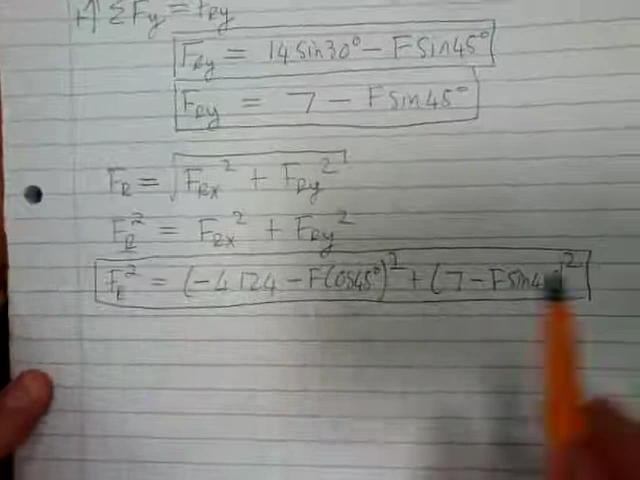 +↑ ΣFy = FRy
FRy = 14 sin30° - F sin45°
FRy = 7 - F sin45°
FR = √FRx² + FRy²
FR² = FRx² + FRy²
FR² = (-4.124 - F cos45°)² + (7 - F sin45°)²